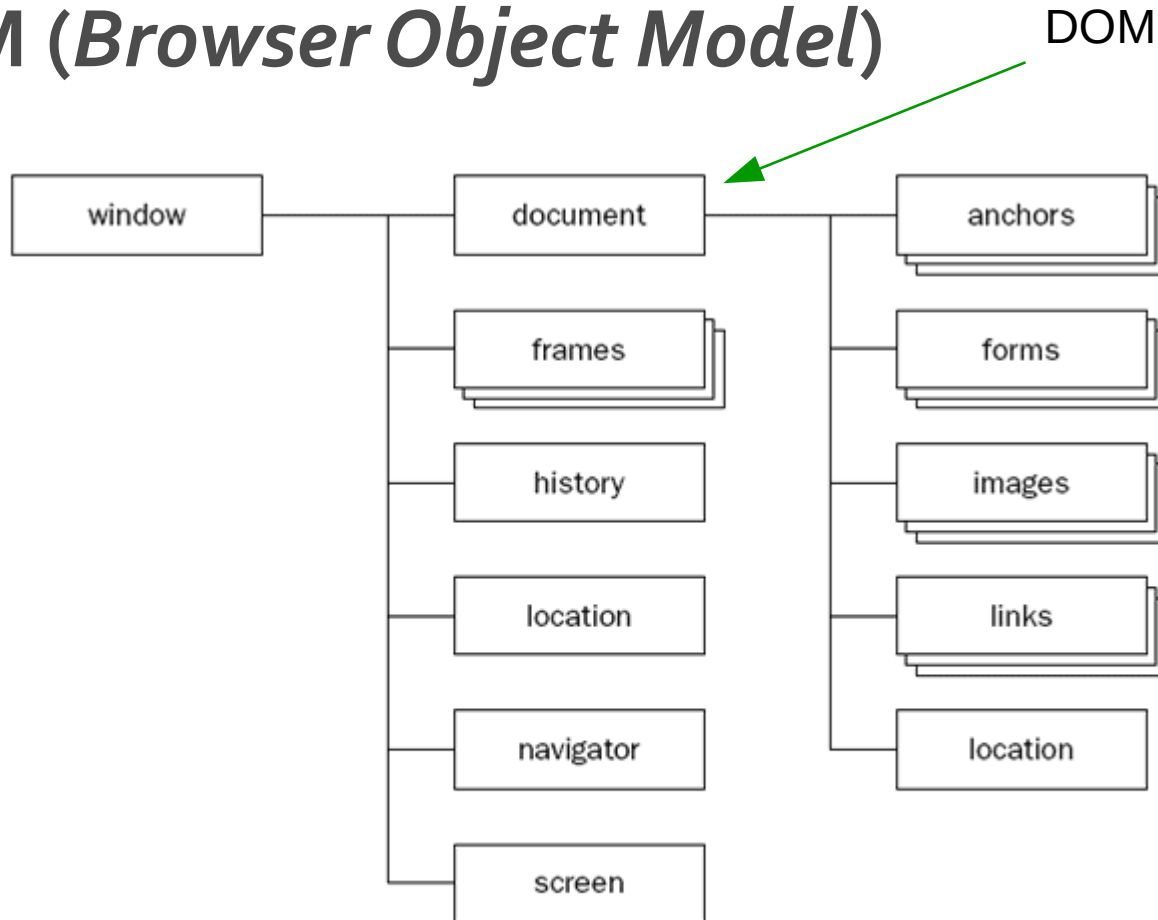 M (Browser Object Model)
DOM
window
document
anchors
frames
forms
history
images
location
links
navigator
location
screen